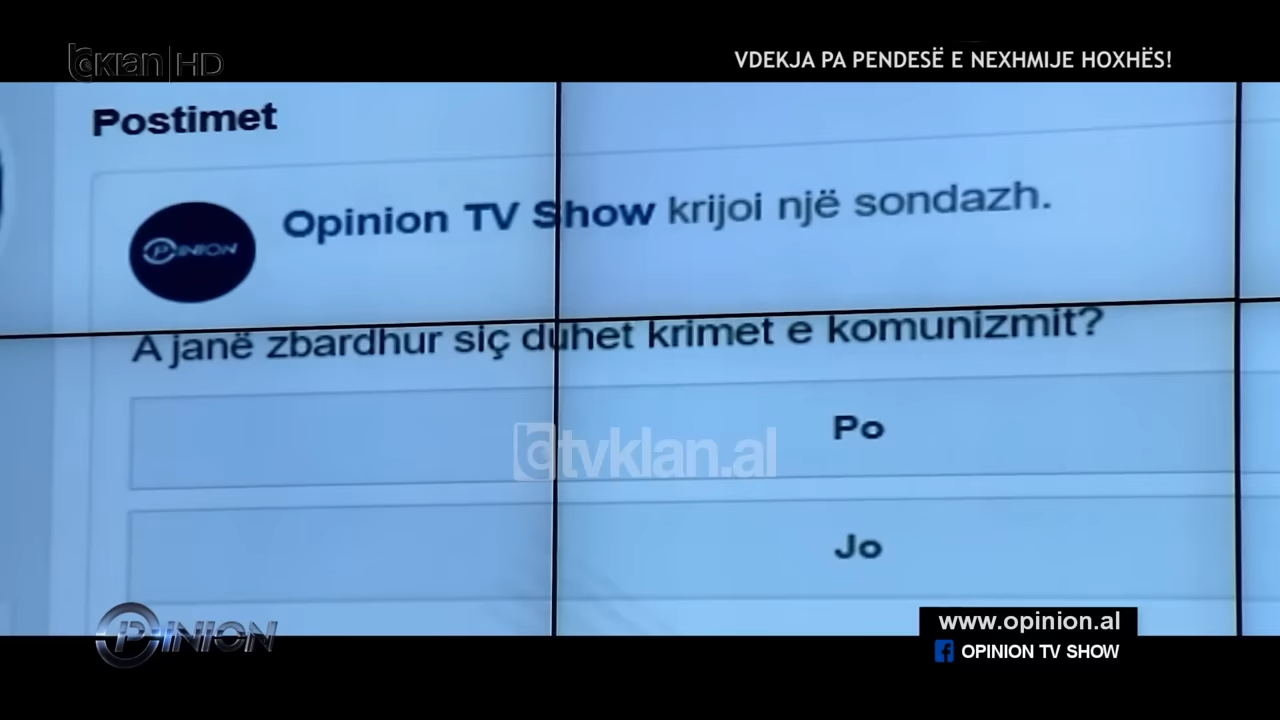 klan HD
VDEKJA PA PENDESË E NEXHMIJE HOXHËS!
Postimet
OPINION
Opinion TV Show krijoi një sondazh.
A janë zbardhur siç duhet krimet e komunizmit?
Po
tvklan.al
Jo
OPINION
www.opinion.al
OPINION TV SHOW